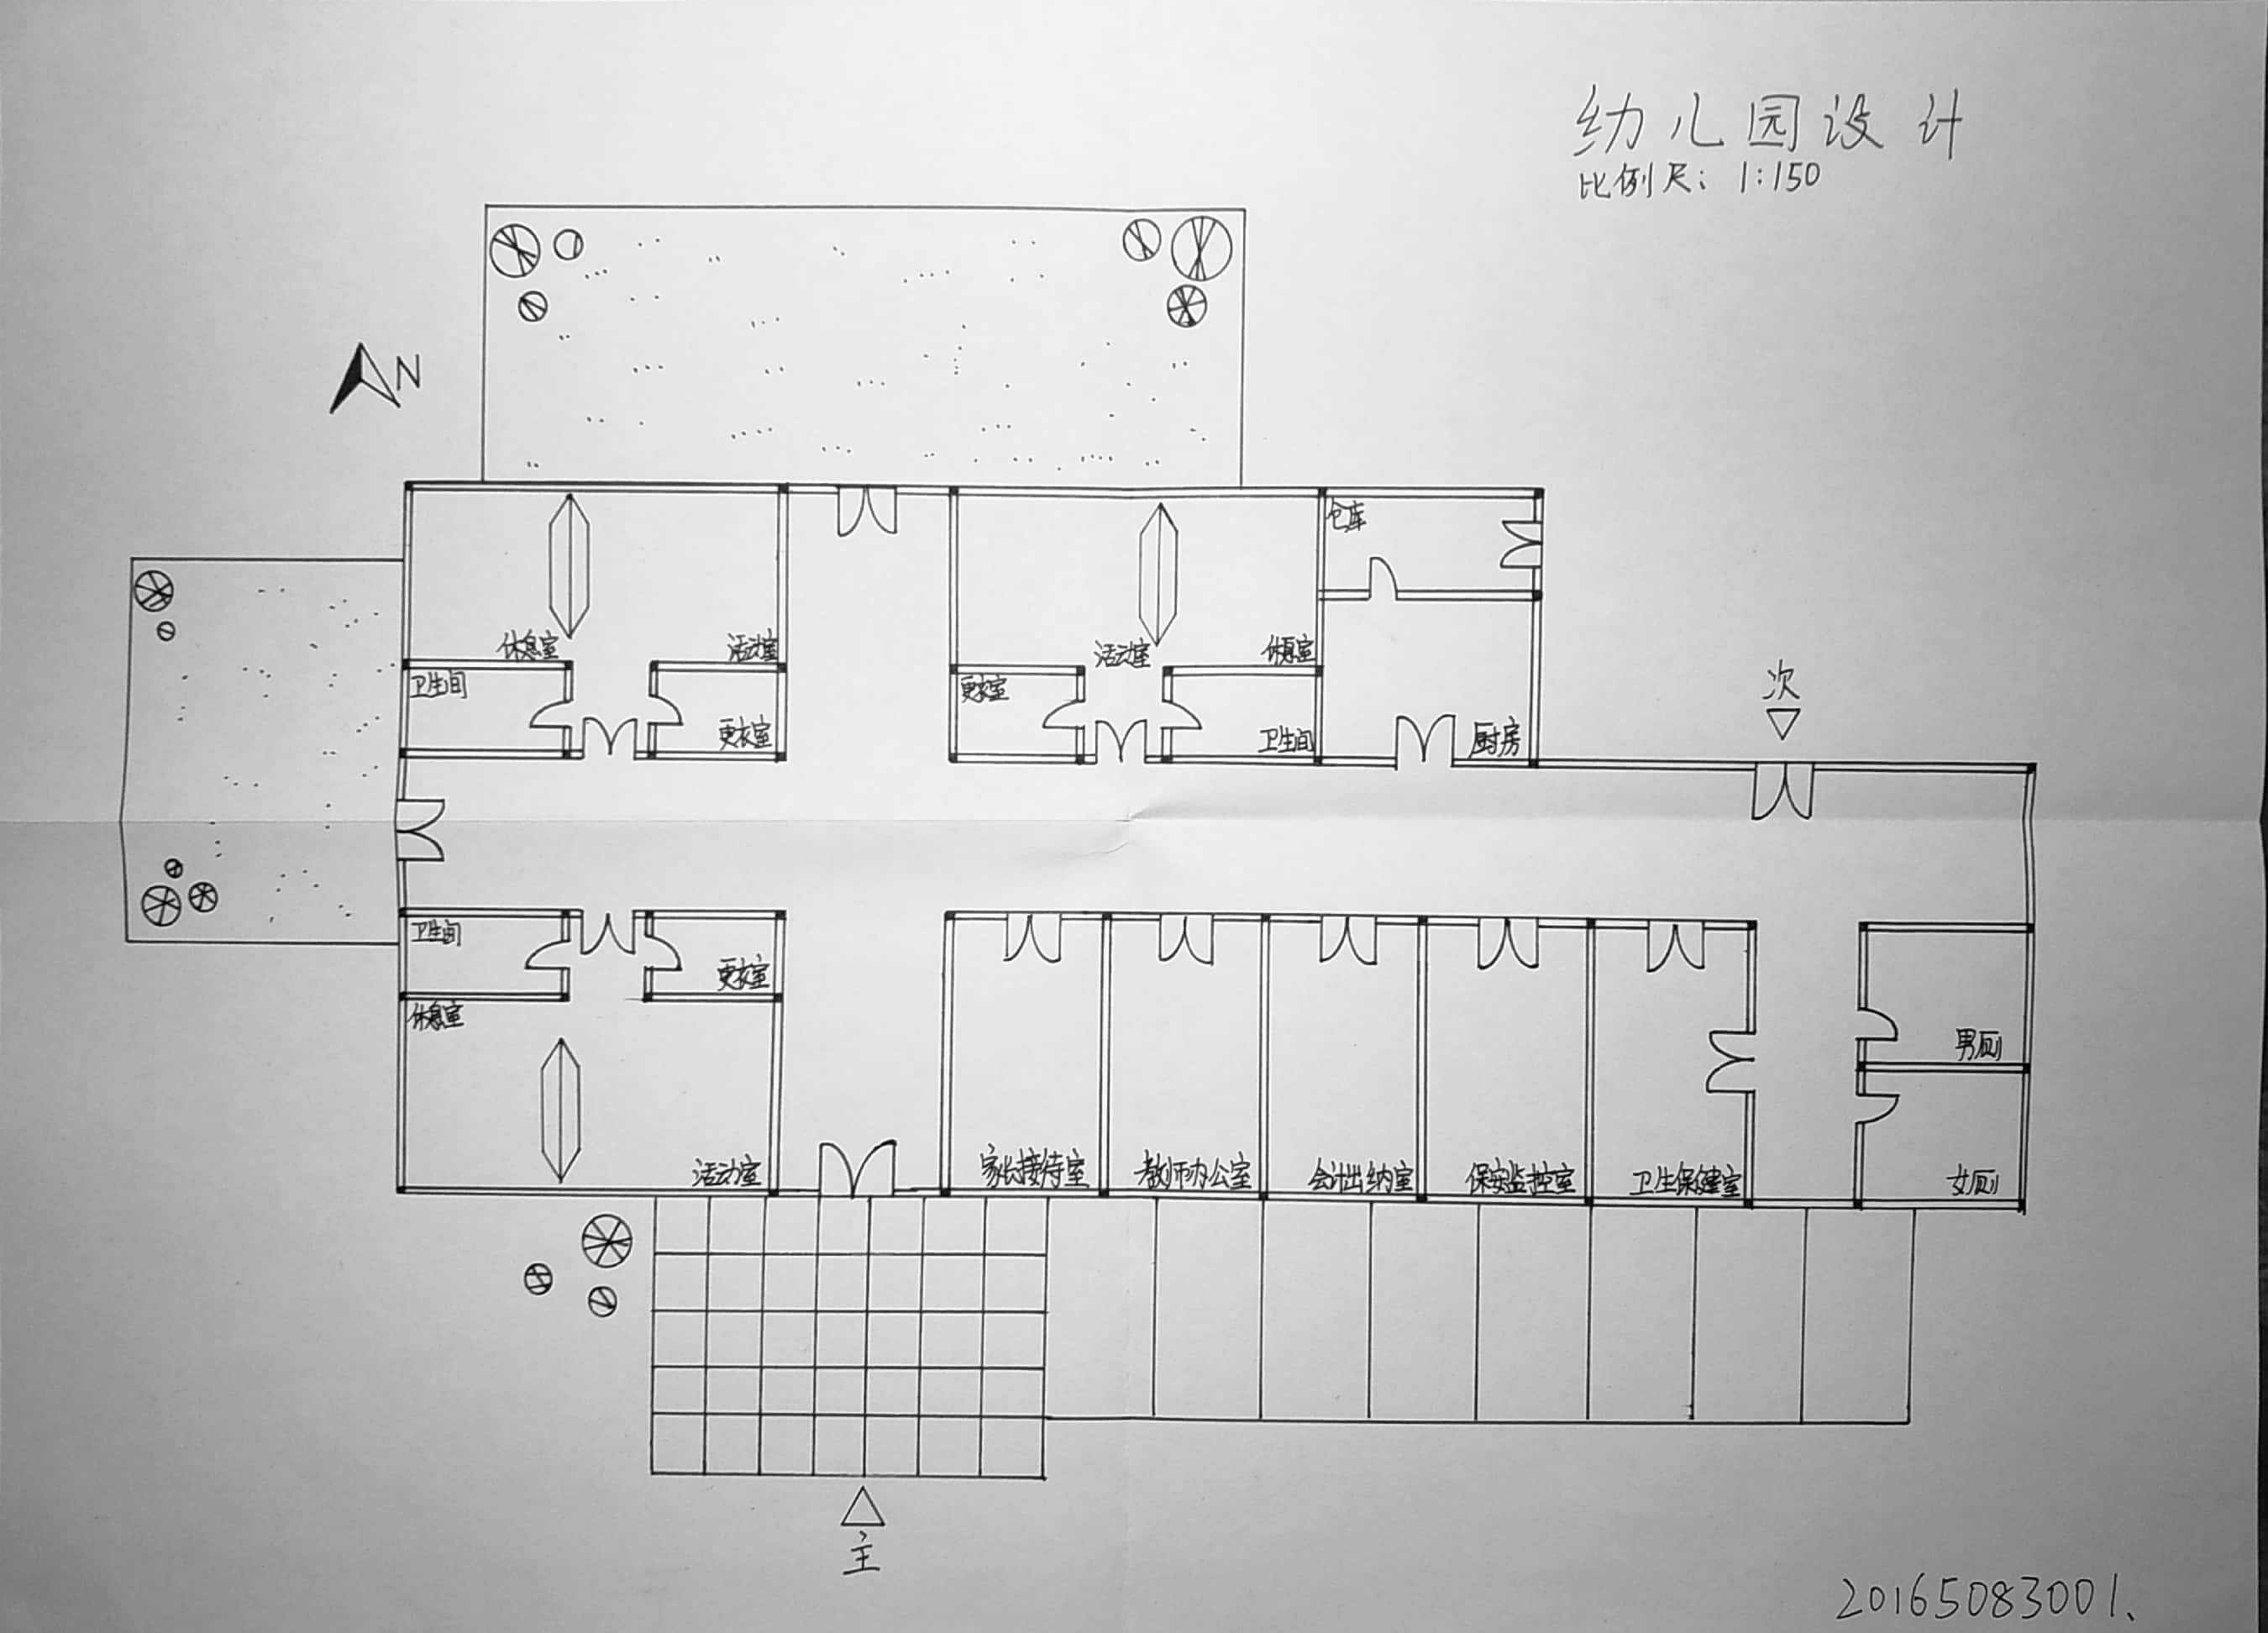 幼儿园设计
比例尺：1:150
N
仓库
休息室
活动室
活动室
休息室
卫生间
更衣室
更衣室
卫生间
厨房
次
卫生间
更衣室
休息室
活动室
家长接待室
教师办公室
会计出纳室
保安监控室
卫生保健室
男厕
女厕
主
20165083001、